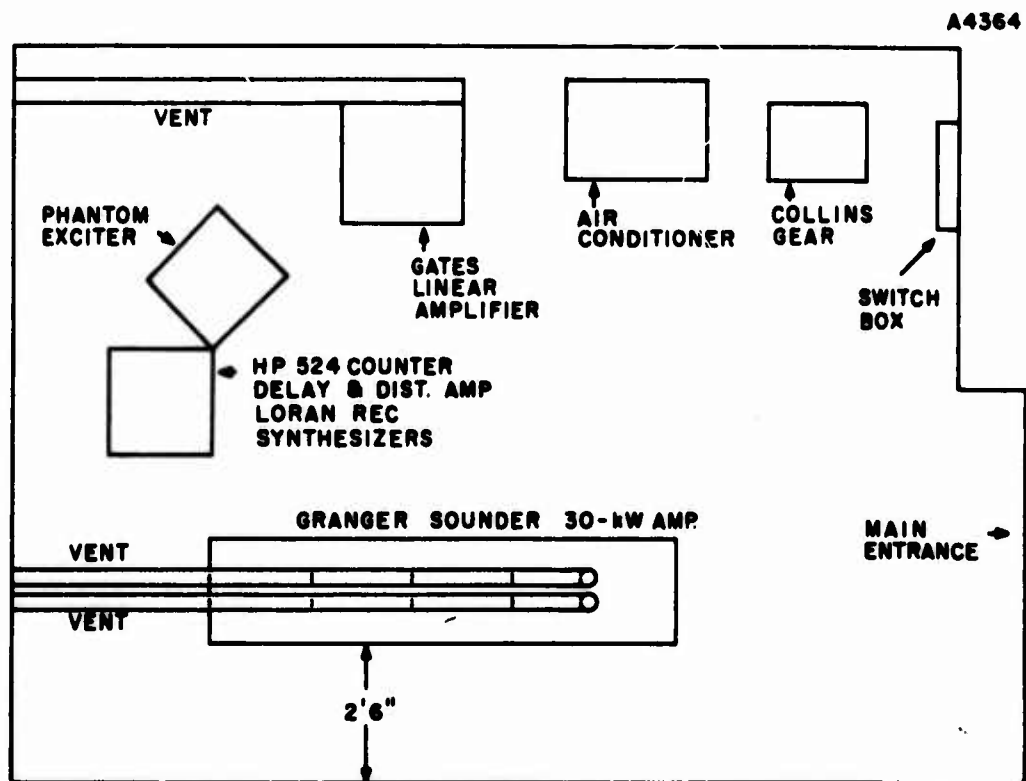 A4364
VENT
PHANTOM
EXCITER
GATES
LINEAR
AMPLIFIER
AIR
CONDITIONER
COLLINS
GEAR
SWITCH
BOX
HP 524 COUNTER
DELAY & DIST. AMP
LORAN REC
SYNTHESIZERS
GRANGER SOUNDER 30-kW AMP.
MAIN
ENTRANCE
VENT
VENT
2'6"